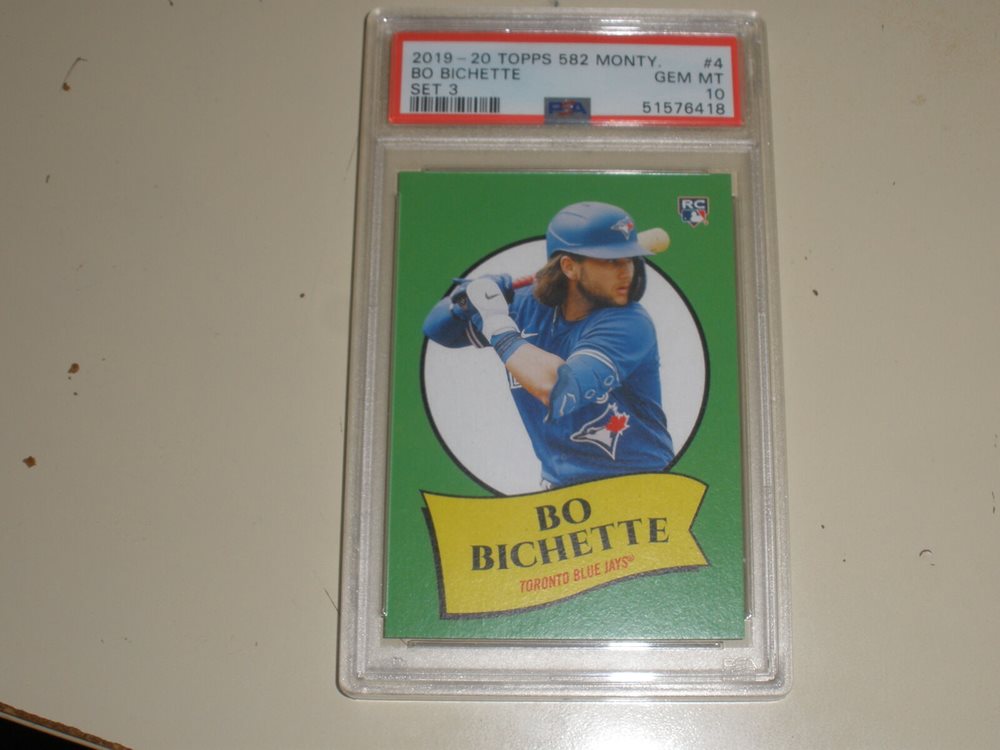 2019-20 TOPPS 582 MONTY. #4
BO BICHETTE GEM MT
SET 3 10
PSA 51576418
RC
BO
BICHETTE
TORONTO BLUE JAYS®